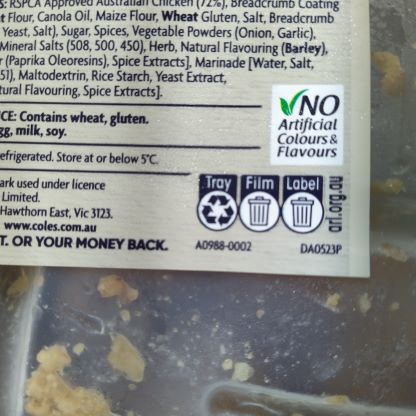 : RSPCA Approved Australian Chicken (72%), Breadcrumb Coating
t Flour, Canola Oil, Maize Flour, Wheat Gluten, Salt, Breadcrumb
Yeast, Salt), Sugar, Spices, Vegetable Powders (Onion, Garlic),
Mineral Salts (508, 500, 450), Herb, Natural Flavouring (Barley),
r (Paprika Oleoresins), Spice Extracts], Marinade [Water, Salt,
51), Maltodextrin, Rice Starch, Yeast Extract,
ural Flavouring, Spice Extracts].
CE: Contains wheat, gluten.
gg, milk, soy.
efrigerated. Store at or below 5°C.
ark used under licence
Limited.
Hawthorn East, Vic 3123.
www.coles.com.au
T. OR YOUR MONEY BACK.
NO
Artificial
Colours &
Flavours
Tray Film Label
arl.org.au
A0988-0002 DA0523P